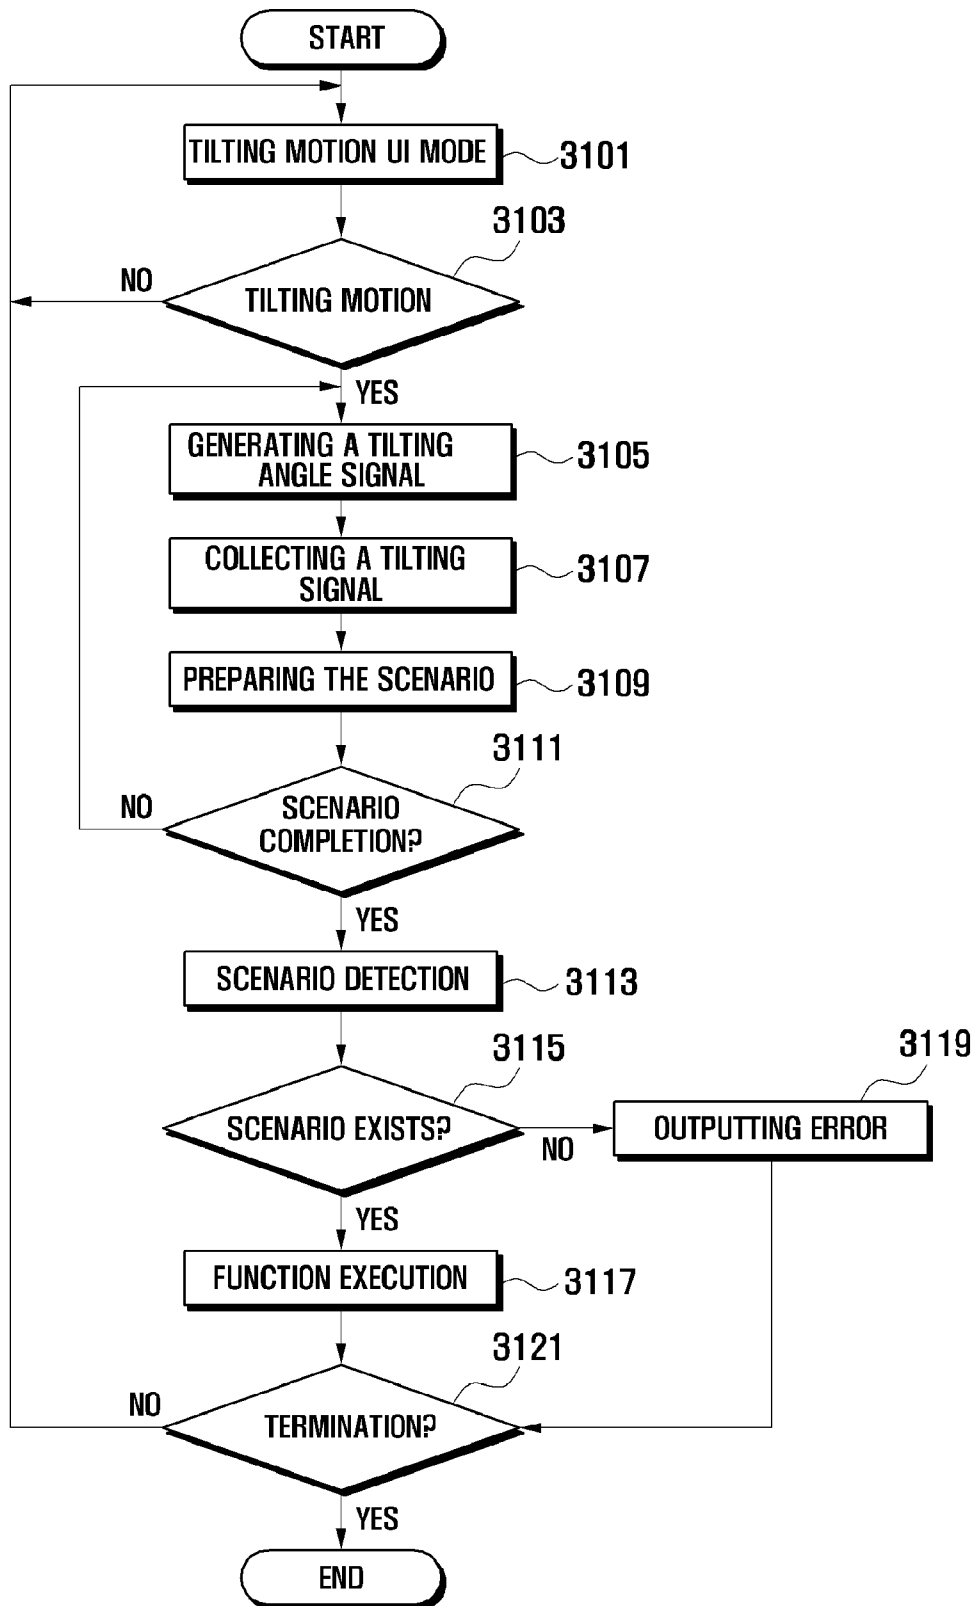 START
TILTING MOTION UI MODE
3101
3103
NO
TILTING MOTION
YES
GENERATING A TILTING
ANGLE SIGNAL
3105
COLLECTING A TILTING
SIGNAL
3107
PREPARING THE SCENARIO
3109
3111
NO
SCENARIO
COMPLETION?
YES
SCENARIO DETECTION
3113
3115
3119
SCENARIO EXISTS?
NO
OUTPUTTING ERROR
YES
FUNCTION EXECUTION
3117
3121
NO
TERMINATION?
YES
END